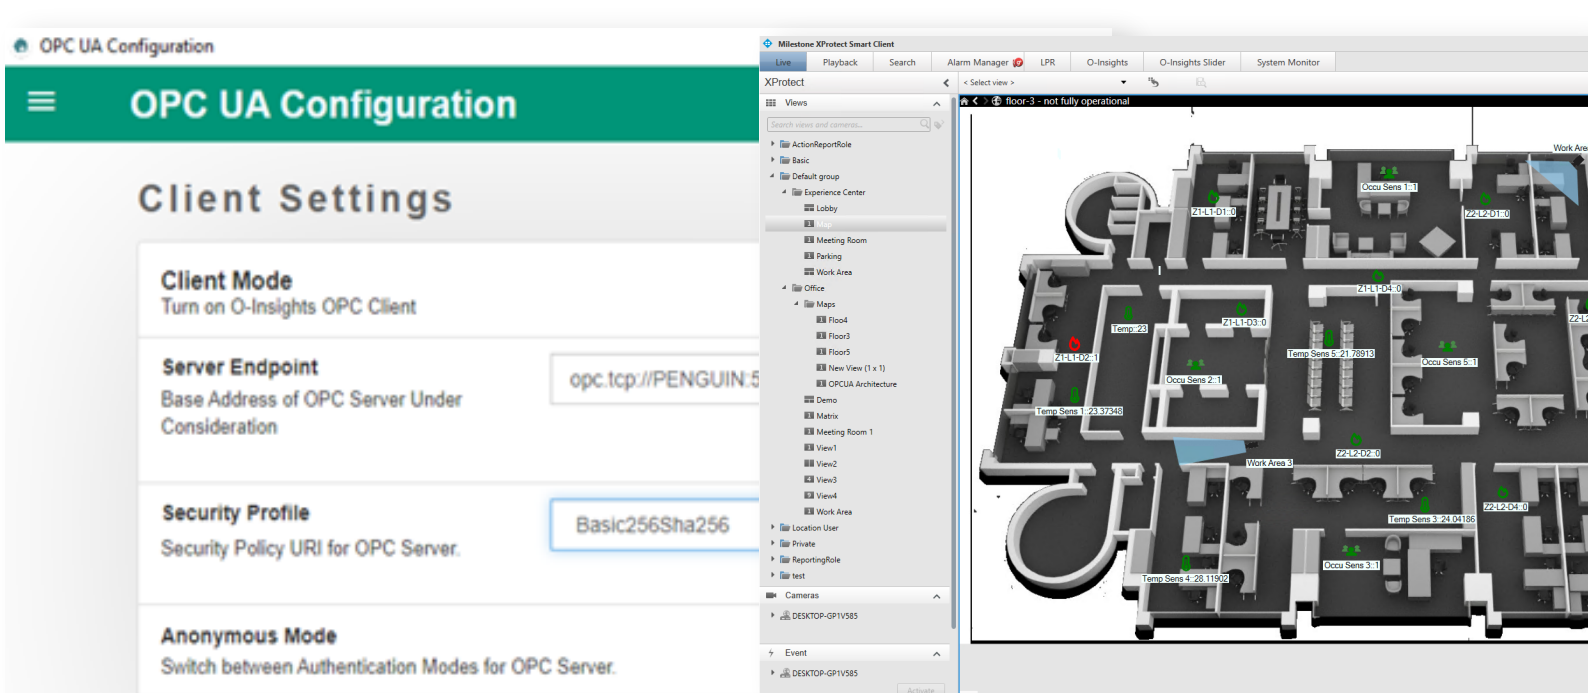 OPC UA Configuration
OPC UA Configuration
Client Settings
Client Mode
Turn on O-Insights OPC Client
Server Endpoint
Base Address of OPC Server Under
Consideration
opc.tcp://PENGUIN:5
Security Profile
Security Policy URI for OPC Server.
Basic256Sha256
Anonymous Mode
Switch between Authentication Modes for OPC Server.
Milestone XProtect Smart Client
Live Playback Search Alarm Manager LPR O-Insights O-Insights Slider System Monitor
XProtect
< Select view >
Views
Search views and cameras...
ActionReportRole
Basic
Default group
Experience Center
Lobby
Map
Meeting Room
Parking
Work Area
Office
Maps
Floo4
Floor3
Floor5
New View (1 x 1)
OPCUA Architecture
Demo
Matrix
Meeting Room 1
View1
View2
View3
View4
Work Area
Location User
Private
ReportingRole
test
Cameras
DESKTOP-GP1V585
Event
DESKTOP-GP1V585
Activate
floor-3 - not fully operational
Work Area
Occu Sens 1::1
Z1-L1-D1::0
Z2-L2-D1::0
Z1-L1-D4::0
Z1-L1-D3::0
Z2-L2
Temp::23
Z1-L1-D2::1
Temp Sens 5::21.78913
Occu Sens 5::1
Occu Sens 2::1
Temp Sens 1::23.37348
Z2-L2-D2::0
Work Area 3
Z2-L2-D4::0
Temp Sens 3::24.04186
Occu Sens 3::1
Temp Sens 4::28.11902